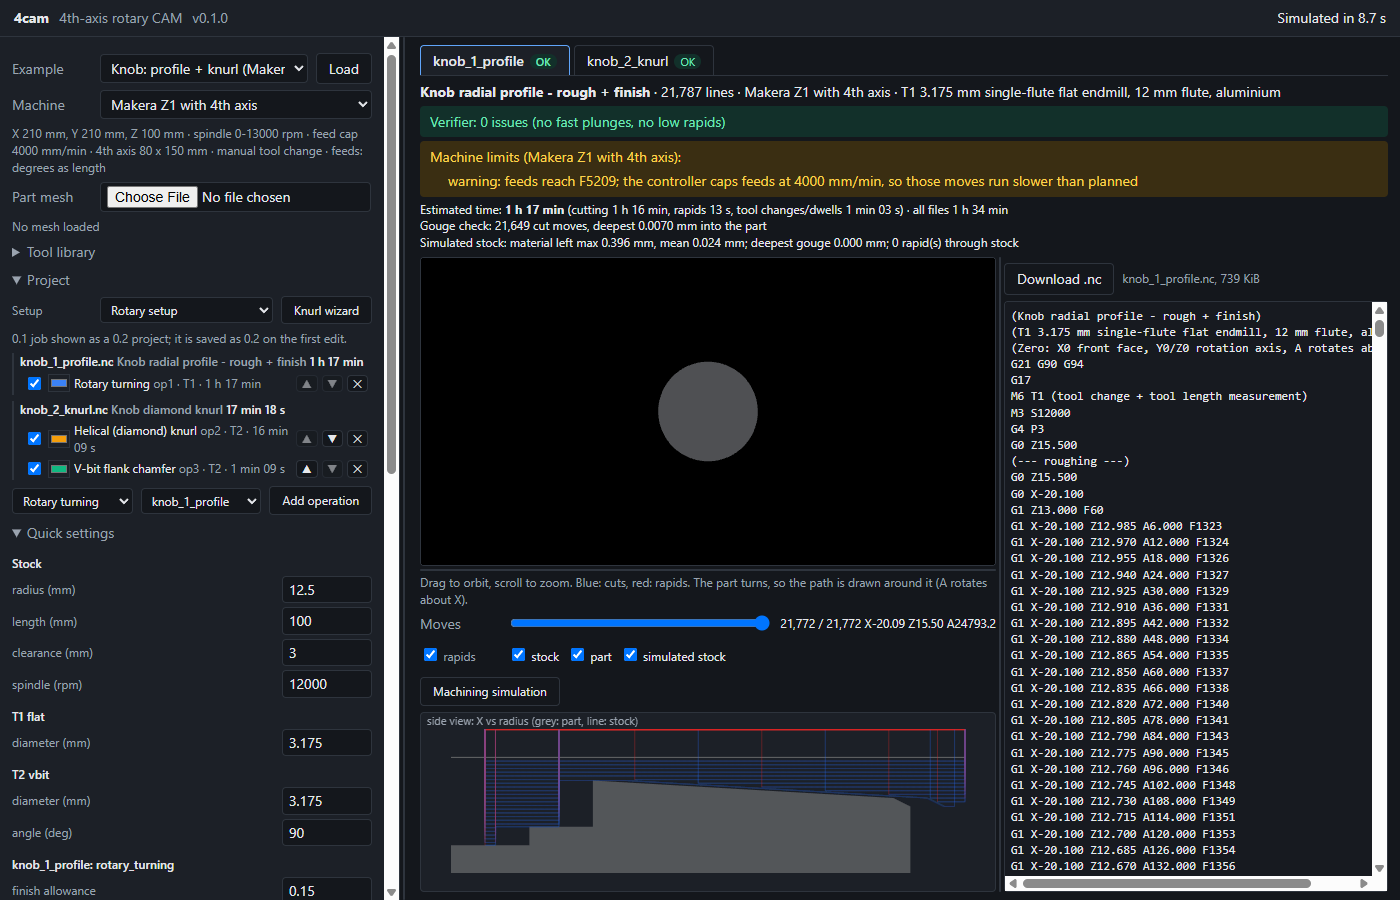 4cam 4th-axis rotary CAM v0.1.0
Simulated in 8.7 s
Example Knob: profile + knurl (Maker Load
Machine Makera Z1 with 4th axis
X 210 mm, Y 210 mm, Z 100 mm · spindle 0-13000 rpm · feed cap
4000 mm/min · 4th axis 80 x 150 mm · manual tool change · feeds:
degrees as length
Part mesh Choose File No file chosen
No mesh loaded
Tool library
Project
Setup Rotary setup Knurl wizard
0.1 job shown as a 0.2 project; it is saved as 0.2 on the first edit.
knob_1_profile.nc Knob radial profile - rough + finish 1 h 17 min
Rotary turning op1 · T1 · 1 h 17 min
knob_2_knurl.nc Knob diamond knurl 17 min 18 s
Helical (diamond) knurl op2 · T2 · 16 min
09 s
V-bit flank chamfer op3 · T2 · 1 min 09 s
Rotary turning knob_1_profile Add operation
Quick settings
Stock
radius (mm) 12.5
length (mm) 100
clearance (mm) 3
spindle (rpm) 12000
T1 flat
diameter (mm) 3.175
T2 vbit
diameter (mm) 3.175
angle (deg) 90
knob_1_profile: rotary_turning
finish allowance 0.15
knob_1_profile OK knob_2_knurl OK
Knob radial profile - rough + finish · 21,787 lines · Makera Z1 with 4th axis · T1 3.175 mm single-flute flat endmill, 12 mm flute, aluminium
Verifier: 0 issues (no fast plunges, no low rapids)
Machine limits (Makera Z1 with 4th axis):
warning: feeds reach F5209; the controller caps feeds at 4000 mm/min, so those moves run slower than planned
Estimated time: 1 h 17 min (cutting 1 h 16 min, rapids 13 s, tool changes/dwells 1 min 03 s) · all files 1 h 34 min
Gouge check: 21,649 cut moves, deepest 0.0070 mm into the part
Simulated stock: material left max 0.396 mm, mean 0.024 mm; deepest gouge 0.000 mm; 0 rapid(s) through stock
Drag to orbit, scroll to zoom. Blue: cuts, red: rapids. The part turns, so the path is drawn around it (A rotates
about X).
Moves 21,772 / 21,772 X-20.09 Z15.50 A24793.2
rapids stock part simulated stock
Machining simulation
side view: X vs radius (grey: part, line: stock)
Download .nc knob_1_profile.nc, 739 KiB
(Knob radial profile - rough + finish)
(T1 3.175 mm single-flute flat endmill, 12 mm flute, al
(Zero: X0 front face, Y0/Z0 rotation axis, A rotates ab
G21 G90 G94
G17
M6 T1 (tool change + tool length measurement)
M3 S12000
G4 P3
G0 Z15.500
(--- roughing ---)
G0 Z15.500
G0 X-20.100
G1 Z13.000 F60
G1 X-20.100 Z12.985 A6.000 F1323
G1 X-20.100 Z12.970 A12.000 F1324
G1 X-20.100 Z12.955 A18.000 F1326
G1 X-20.100 Z12.940 A24.000 F1327
G1 X-20.100 Z12.925 A30.000 F1329
G1 X-20.100 Z12.910 A36.000 F1331
G1 X-20.100 Z12.895 A42.000 F1332
G1 X-20.100 Z12.880 A48.000 F1334
G1 X-20.100 Z12.865 A54.000 F1335
G1 X-20.100 Z12.850 A60.000 F1337
G1 X-20.100 Z12.835 A66.000 F1338
G1 X-20.100 Z12.820 A72.000 F1340
G1 X-20.100 Z12.805 A78.000 F1341
G1 X-20.100 Z12.790 A84.000 F1343
G1 X-20.100 Z12.775 A90.000 F1345
G1 X-20.100 Z12.760 A96.000 F1346
G1 X-20.100 Z12.745 A102.000 F1348
G1 X-20.100 Z12.730 A108.000 F1349
G1 X-20.100 Z12.715 A114.000 F1351
G1 X-20.100 Z12.700 A120.000 F1353
G1 X-20.100 Z12.685 A126.000 F1354
G1 X-20.100 Z12.670 A132.000 F1356